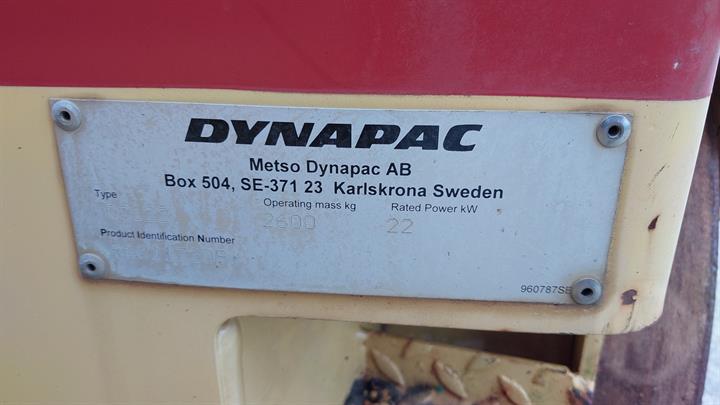 DYNAPAC
Metso Dynapac AB
Box 504, SE-371 23 Karlskrona Sweden
Type Operating mass kg Rated Power kW
2600 22
Product Identification Number
960787SE